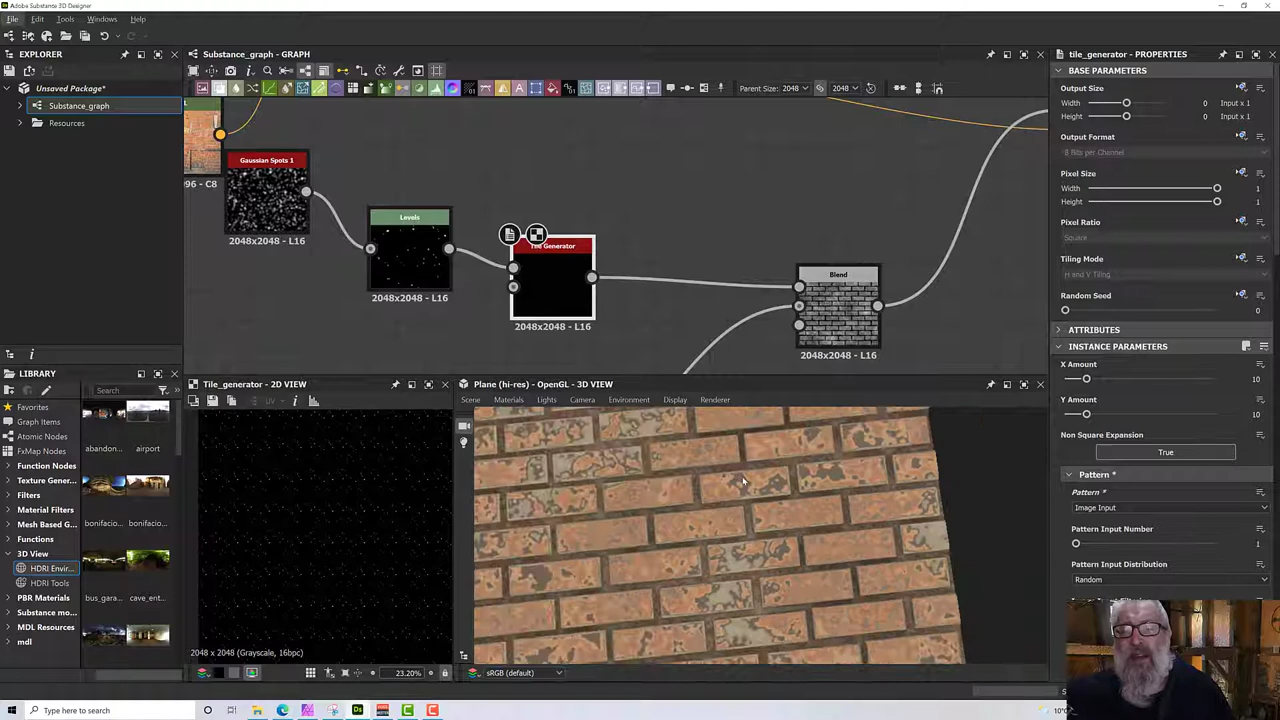 Adobe Substance 3D Designer
File Edit Tools Windows Help
EXPLORER
Unsaved Package*
Substance_graph
Resources
LIBRARY
Search
Favorites
Graph Items
Atomic Nodes
FxMap Nodes
Function Nodes
Texture Gener...
Filters
Material Filters
Mesh Based G...
Functions
3D View
HDRI Envir...
HDRI Tools
PBR Materials
Substance mo...
MDL Resources
mdl
abandon... airport
bonifacio... bonifacio...
bus_gara... cave_ent...
Substance_graph - GRAPH
Parent Size: 2048 2048
96 - C8
Gaussian Spots 1
2048x2048 - L16
Levels
2048x2048 - L16
Tile Generator
2048x2048 - L16
Blend
2048x2048 - L16
Tile_generator - 2D VIEW
UV
2048 x 2048 (Grayscale, 16bpc)
23.20%
Plane (hi-res) - OpenGL - 3D VIEW
Scene Materials Lights Camera Environment Display Renderer
sRGB (default)
tile_generator - PROPERTIES
BASE PARAMETERS
Output Size
Width 0 Input x 1
Height 0 Input x 1
Output Format
8 Bits per Channel
Pixel Size
Width 1
Height 1
Pixel Ratio
Square
Tiling Mode
H and V Tiling
Random Seed
0
ATTRIBUTES
INSTANCE PARAMETERS
X Amount
10
Y Amount
10
Non Square Expansion
True
Pattern *
Pattern *
Image Input
Pattern Input Number
1
Pattern Input Distribution
Random
Type here to search
Ds